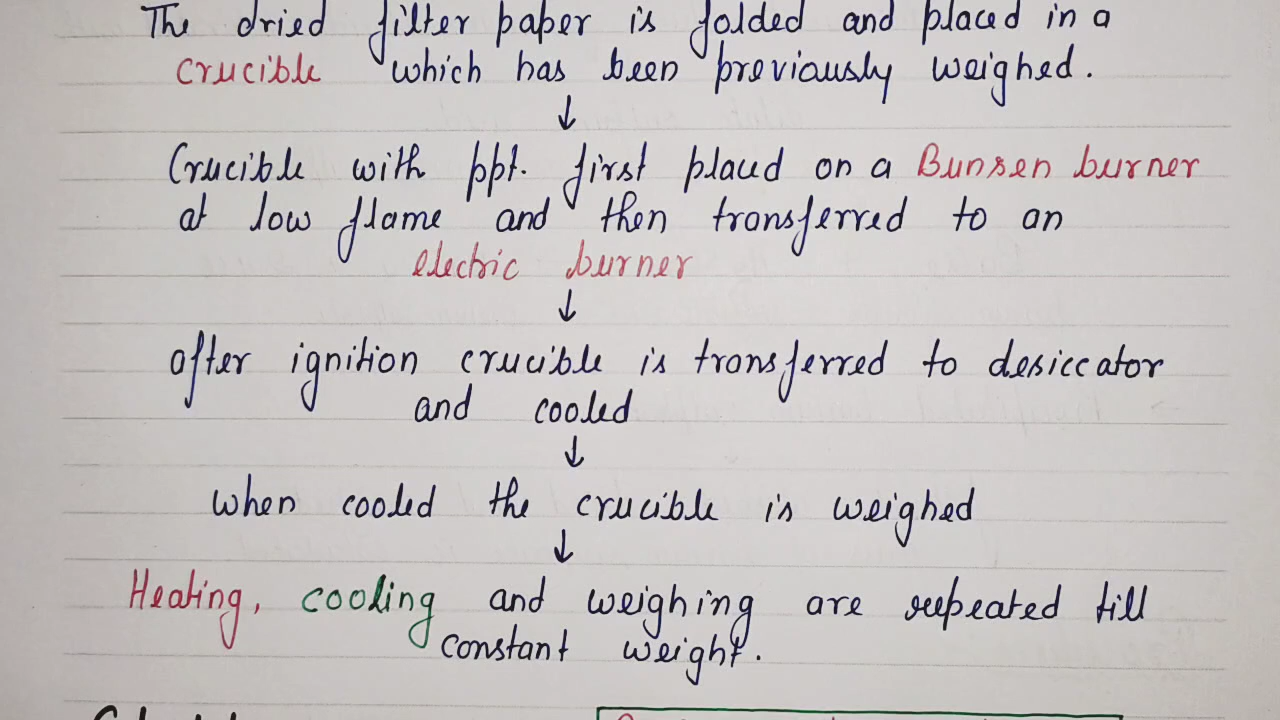 The dried filter paper is folded and placed in a
crucible which has been previously weighed.
↓
Crucible with ppt. first placed on a Bunsen burner
at low flame and then transferred to an
electric burner
↓
after ignition crucible is transferred to desiccator
and cooled
↓
when cooled the crucible is weighed
↓
Heating, cooling and weighing are repeated till
constant weight.